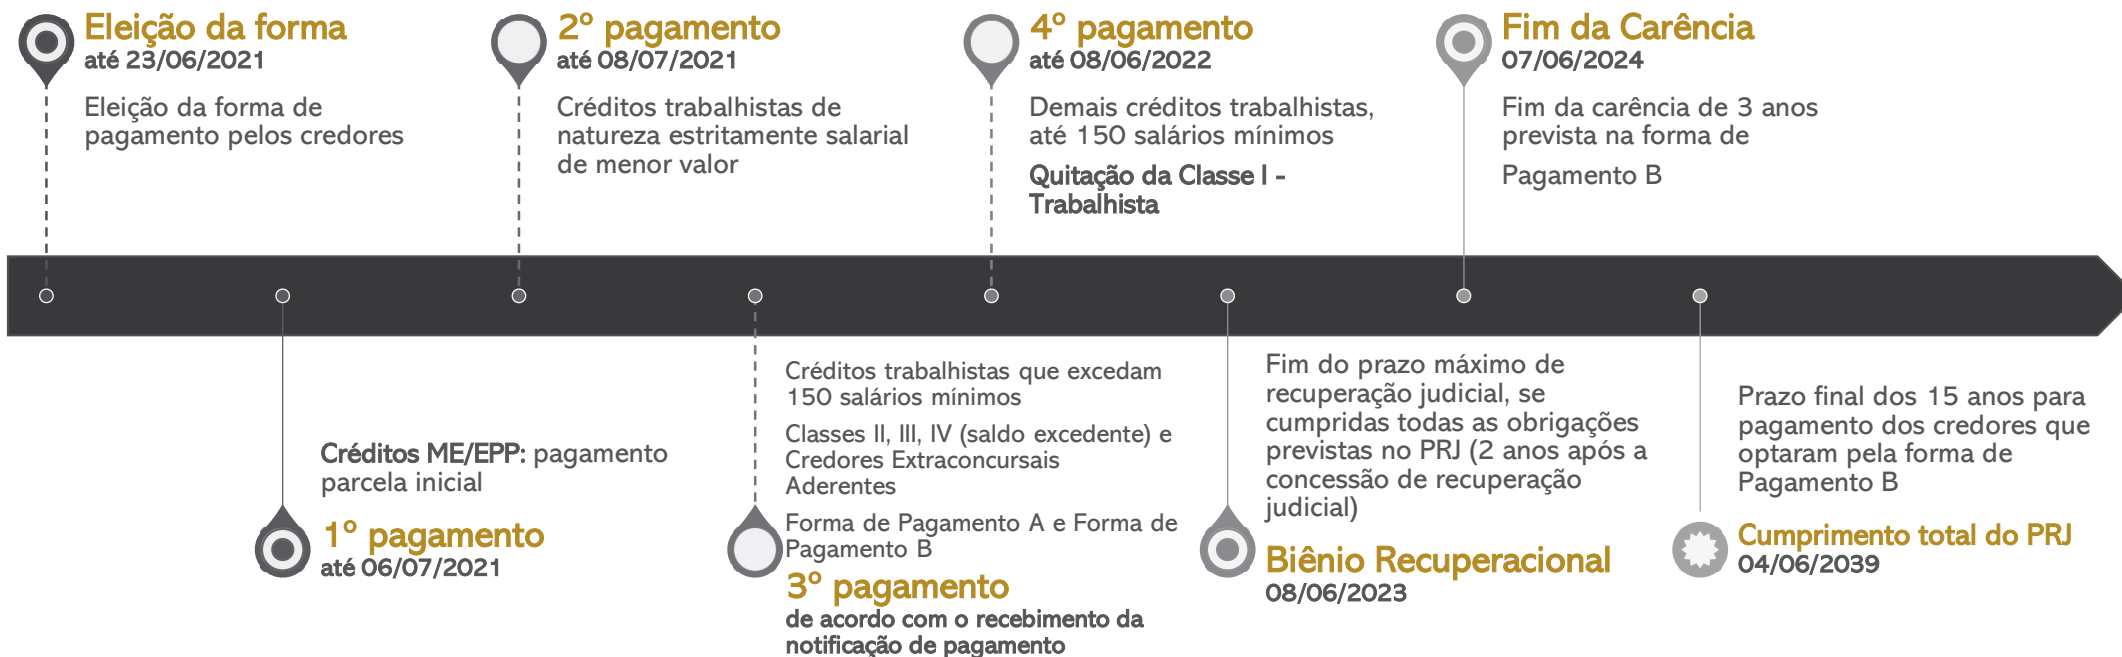 Eleição da forma
até 23/06/2021
Eleição da forma de
pagamento pelos credores
2º pagamento
até 08/07/2021
Créditos trabalhistas de
natureza estritamente salarial
de menor valor
4º pagamento
até 08/06/2022
Demais créditos trabalhistas,
até 150 salários mínimos
Quitação da Classe I -
Trabalhista
Fim da Carência
07/06/2024
Fim da carência de 3 anos
prevista na forma de
Pagamento B
Créditos ME/EPP: pagamento
parcela inicial
1º pagamento
até 06/07/2021
Créditos trabalhistas que excedam
150 salários mínimos
Classes II, III, IV (saldo excedente) e
Credores Extraconcursais
Aderentes
Forma de Pagamento A e Forma de
Pagamento B
3º pagamento
de acordo com o recebimento da
notificação de pagamento
Fim do prazo máximo de
recuperação judicial, se
cumpridas todas as obrigações
previstas no PRJ (2 anos após a
concessão de recuperação
judicial)
Biênio Recuperacional
08/06/2023
Prazo final dos 15 anos para
pagamento dos credores que
optaram pela forma de
Pagamento B
Cumprimento total do PRJ
04/06/2039